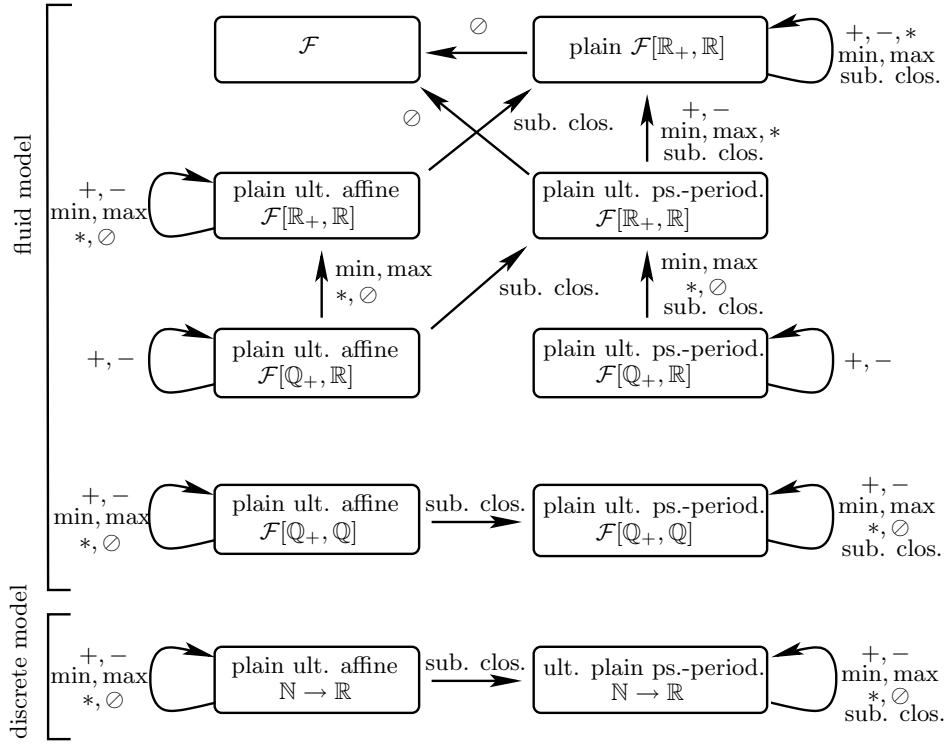 fluid model
ℱ
⊘
plain ℱ[ℝ₊, ℝ]
+, −, ∗
min, max
sub. clos.
⊘
sub. clos.
+, −
min, max, ∗
sub. clos.
+, −
min, max
∗, ⊘
plain ult. affine
ℱ[ℝ₊, ℝ]
plain ult. ps.-period.
ℱ[ℝ₊, ℝ]
min, max
∗, ⊘
sub. clos.
min, max
∗, ⊘
sub. clos.
+, −
plain ult. affine
ℱ[ℚ₊, ℝ]
plain ult. ps.-period.
ℱ[ℚ₊, ℝ]
+, −
+, −
min, max
∗, ⊘
plain ult. affine
ℱ[ℚ₊, ℚ]
sub. clos.
plain ult. ps.-period.
ℱ[ℚ₊, ℚ]
+, −
min, max
∗, ⊘
sub. clos.
discrete model
+, −
min, max
∗, ⊘
plain ult. affine
ℕ → ℝ
sub. clos.
ult. plain ps.-period.
ℕ → ℝ
+, −
min, max
∗, ⊘
sub. clos.